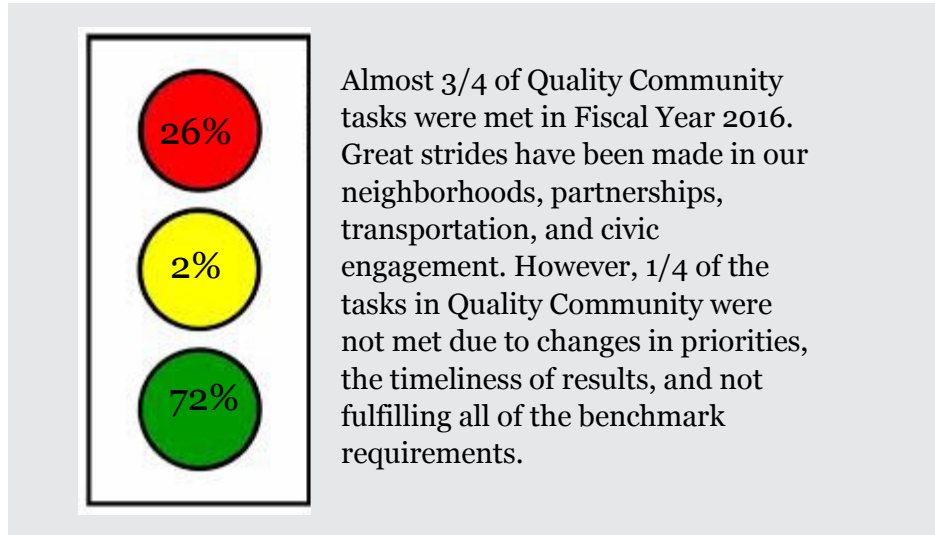 26%
2%
72%
Almost 3/4 of Quality Community
tasks were met in Fiscal Year 2016.
Great strides have been made in our
neighborhoods, partnerships,
transportation, and civic
engagement. However, 1/4 of the
tasks in Quality Community were
not met due to changes in priorities,
the timeliness of results, and not
fulfilling all of the benchmark
requirements.